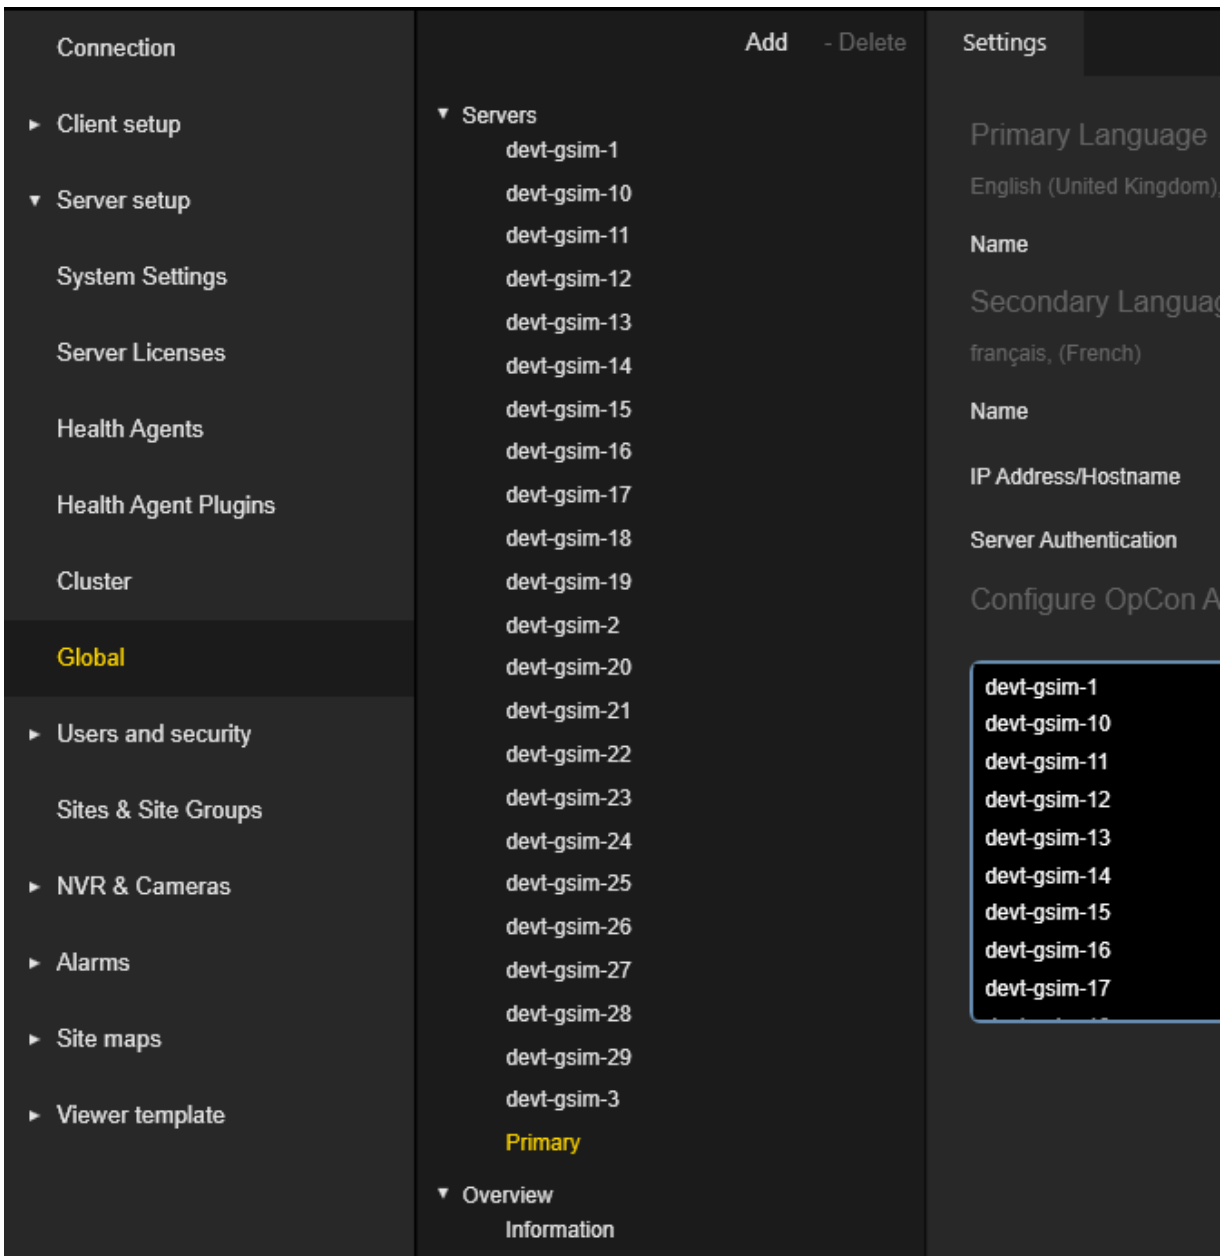 Connection
Client setup
Server setup
System Settings
Server Licenses
Health Agents
Health Agent Plugins
Cluster
Global
Users and security
Sites & Site Groups
NVR & Cameras
Alarms
Site maps
Viewer template
Add - Delete
Servers
devt-gsim-1
devt-gsim-10
devt-gsim-11
devt-gsim-12
devt-gsim-13
devt-gsim-14
devt-gsim-15
devt-gsim-16
devt-gsim-17
devt-gsim-18
devt-gsim-19
devt-gsim-2
devt-gsim-20
devt-gsim-21
devt-gsim-22
devt-gsim-23
devt-gsim-24
devt-gsim-25
devt-gsim-26
devt-gsim-27
devt-gsim-28
devt-gsim-29
devt-gsim-3
Primary
Overview
Information
Settings
Primary Language
English (United Kingdom),
Name
Secondary
français, (French)
Name
IP Address/Hostname
Server Authentication
Configure OpCon
devt-gsim-1
devt-gsim-10
devt-gsim-11
devt-gsim-12
devt-gsim-13
devt-gsim-14
devt-gsim-15
devt-gsim-16
devt-gsim-17